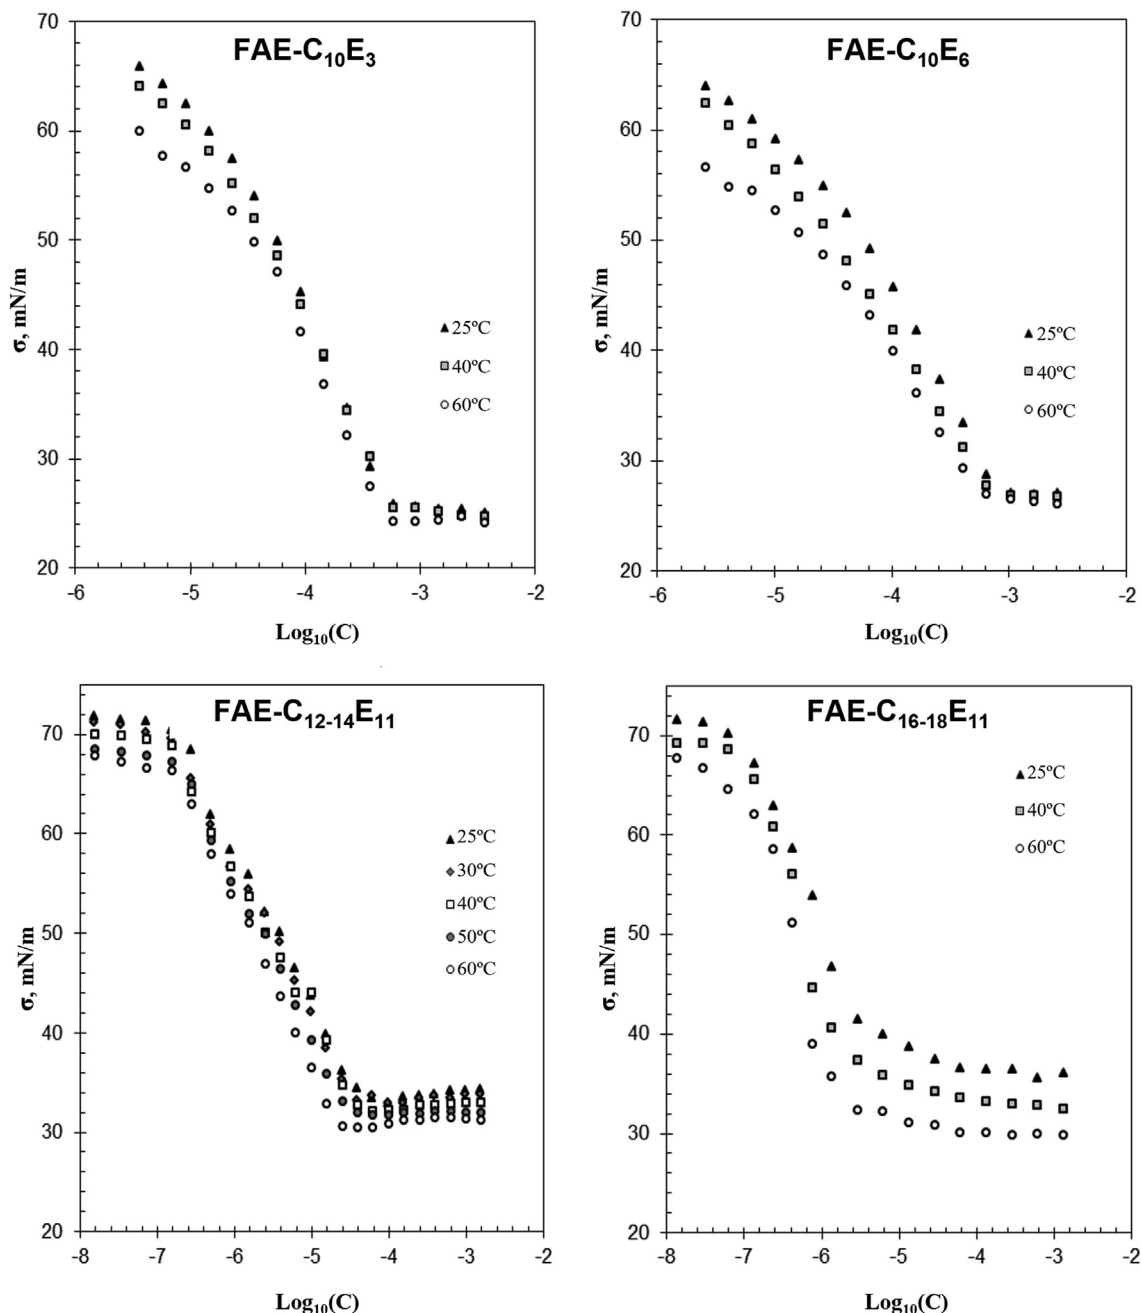 FAE-C₁₀E₃
70
60
50
40
30
20
σ, mN/m
25ºC
40ºC
60ºC
-6
-5
-4
-3
-2
Log₁₀(C)
FAE-C₁₀E₆
70
60
50
40
30
20
σ, mN/m
25ºC
40ºC
60ºC
-6
-5
-4
-3
-2
Log₁₀(C)
FAE-C₁₂₋₁₄E₁₁
70
60
50
40
30
20
σ, mN/m
25ºC
30ºC
40ºC
50ºC
60ºC
-8
-7
-6
-5
-4
-3
-2
Log₁₀(C)
FAE-C₁₆₋₁₈E₁₁
70
60
50
40
30
20
σ, mN/m
25ºC
40ºC
60ºC
-8
-7
-6
-5
-4
-3
-2
Log₁₀(C)